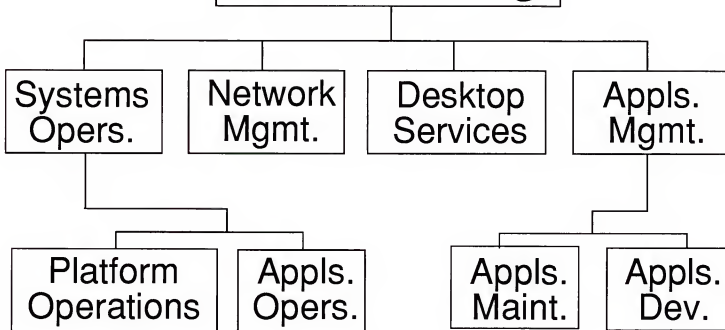 Systems
Opers.
Network
Mgmt.
Desktop
Services
Appls.
Mgmt.
Platform
Operations
Appls.
Opers.
Appls.
Maint.
Appls.
Dev.